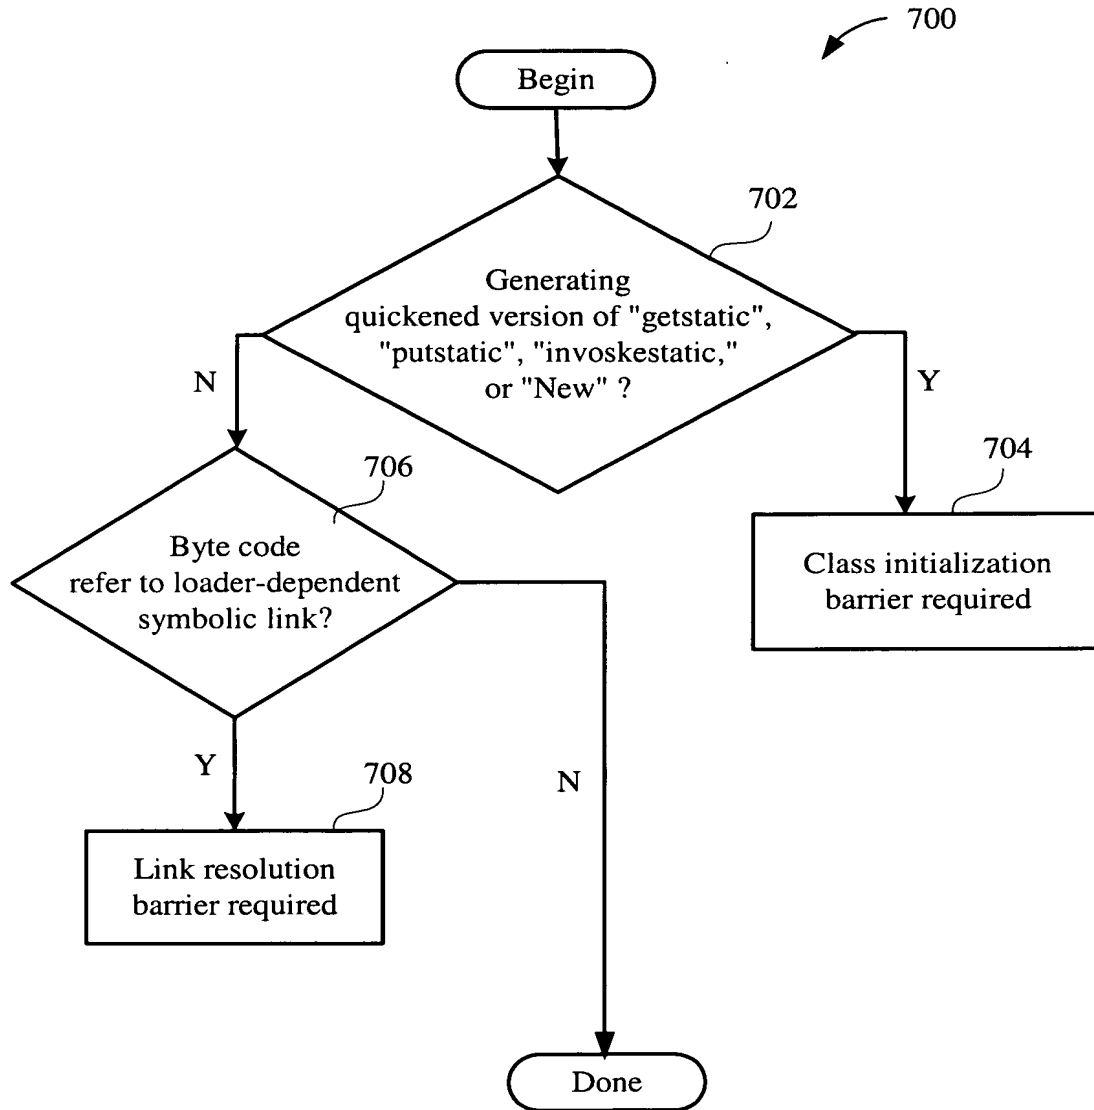 700
Begin
702
Generating
quickened version of "getstatic",
"putstatic", "invoskestatic,"
or "New" ?
N
Y
706
704
Byte code
refer to loader-dependent
symbolic link?
Class initialization
barrier required
Y
N
708
Link resolution
barrier required
Done